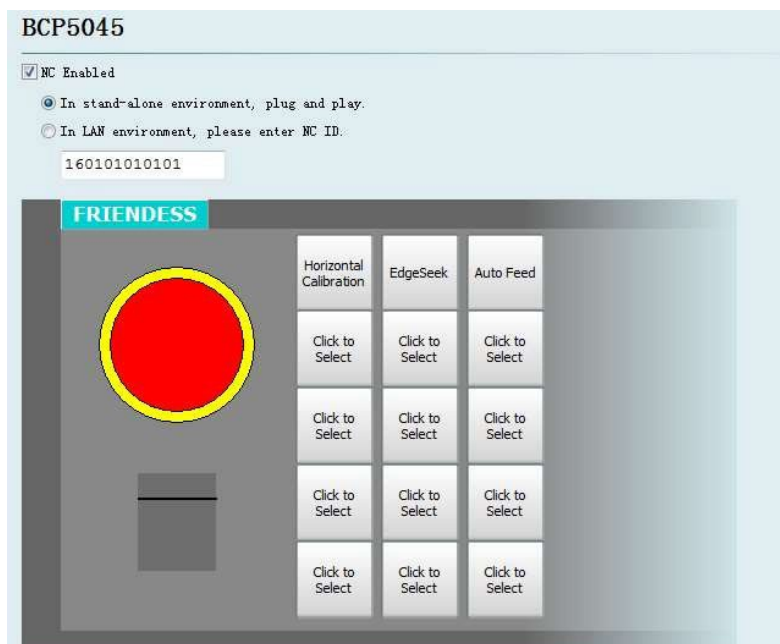 BCP5045
NC Enabled
In stand-alone environment, plug and play.
In LAN environment, please enter NC ID.
160101010101
FRIENDESS
Horizontal
Calibration
EdgeSeek
Auto Feed
Click to
Select
Click to
Select
Click to
Select
Click to
Select
Click to
Select
Click to
Select
Click to
Select
Click to
Select
Click to
Select
Click to
Select
Click to
Select
Click to
Select